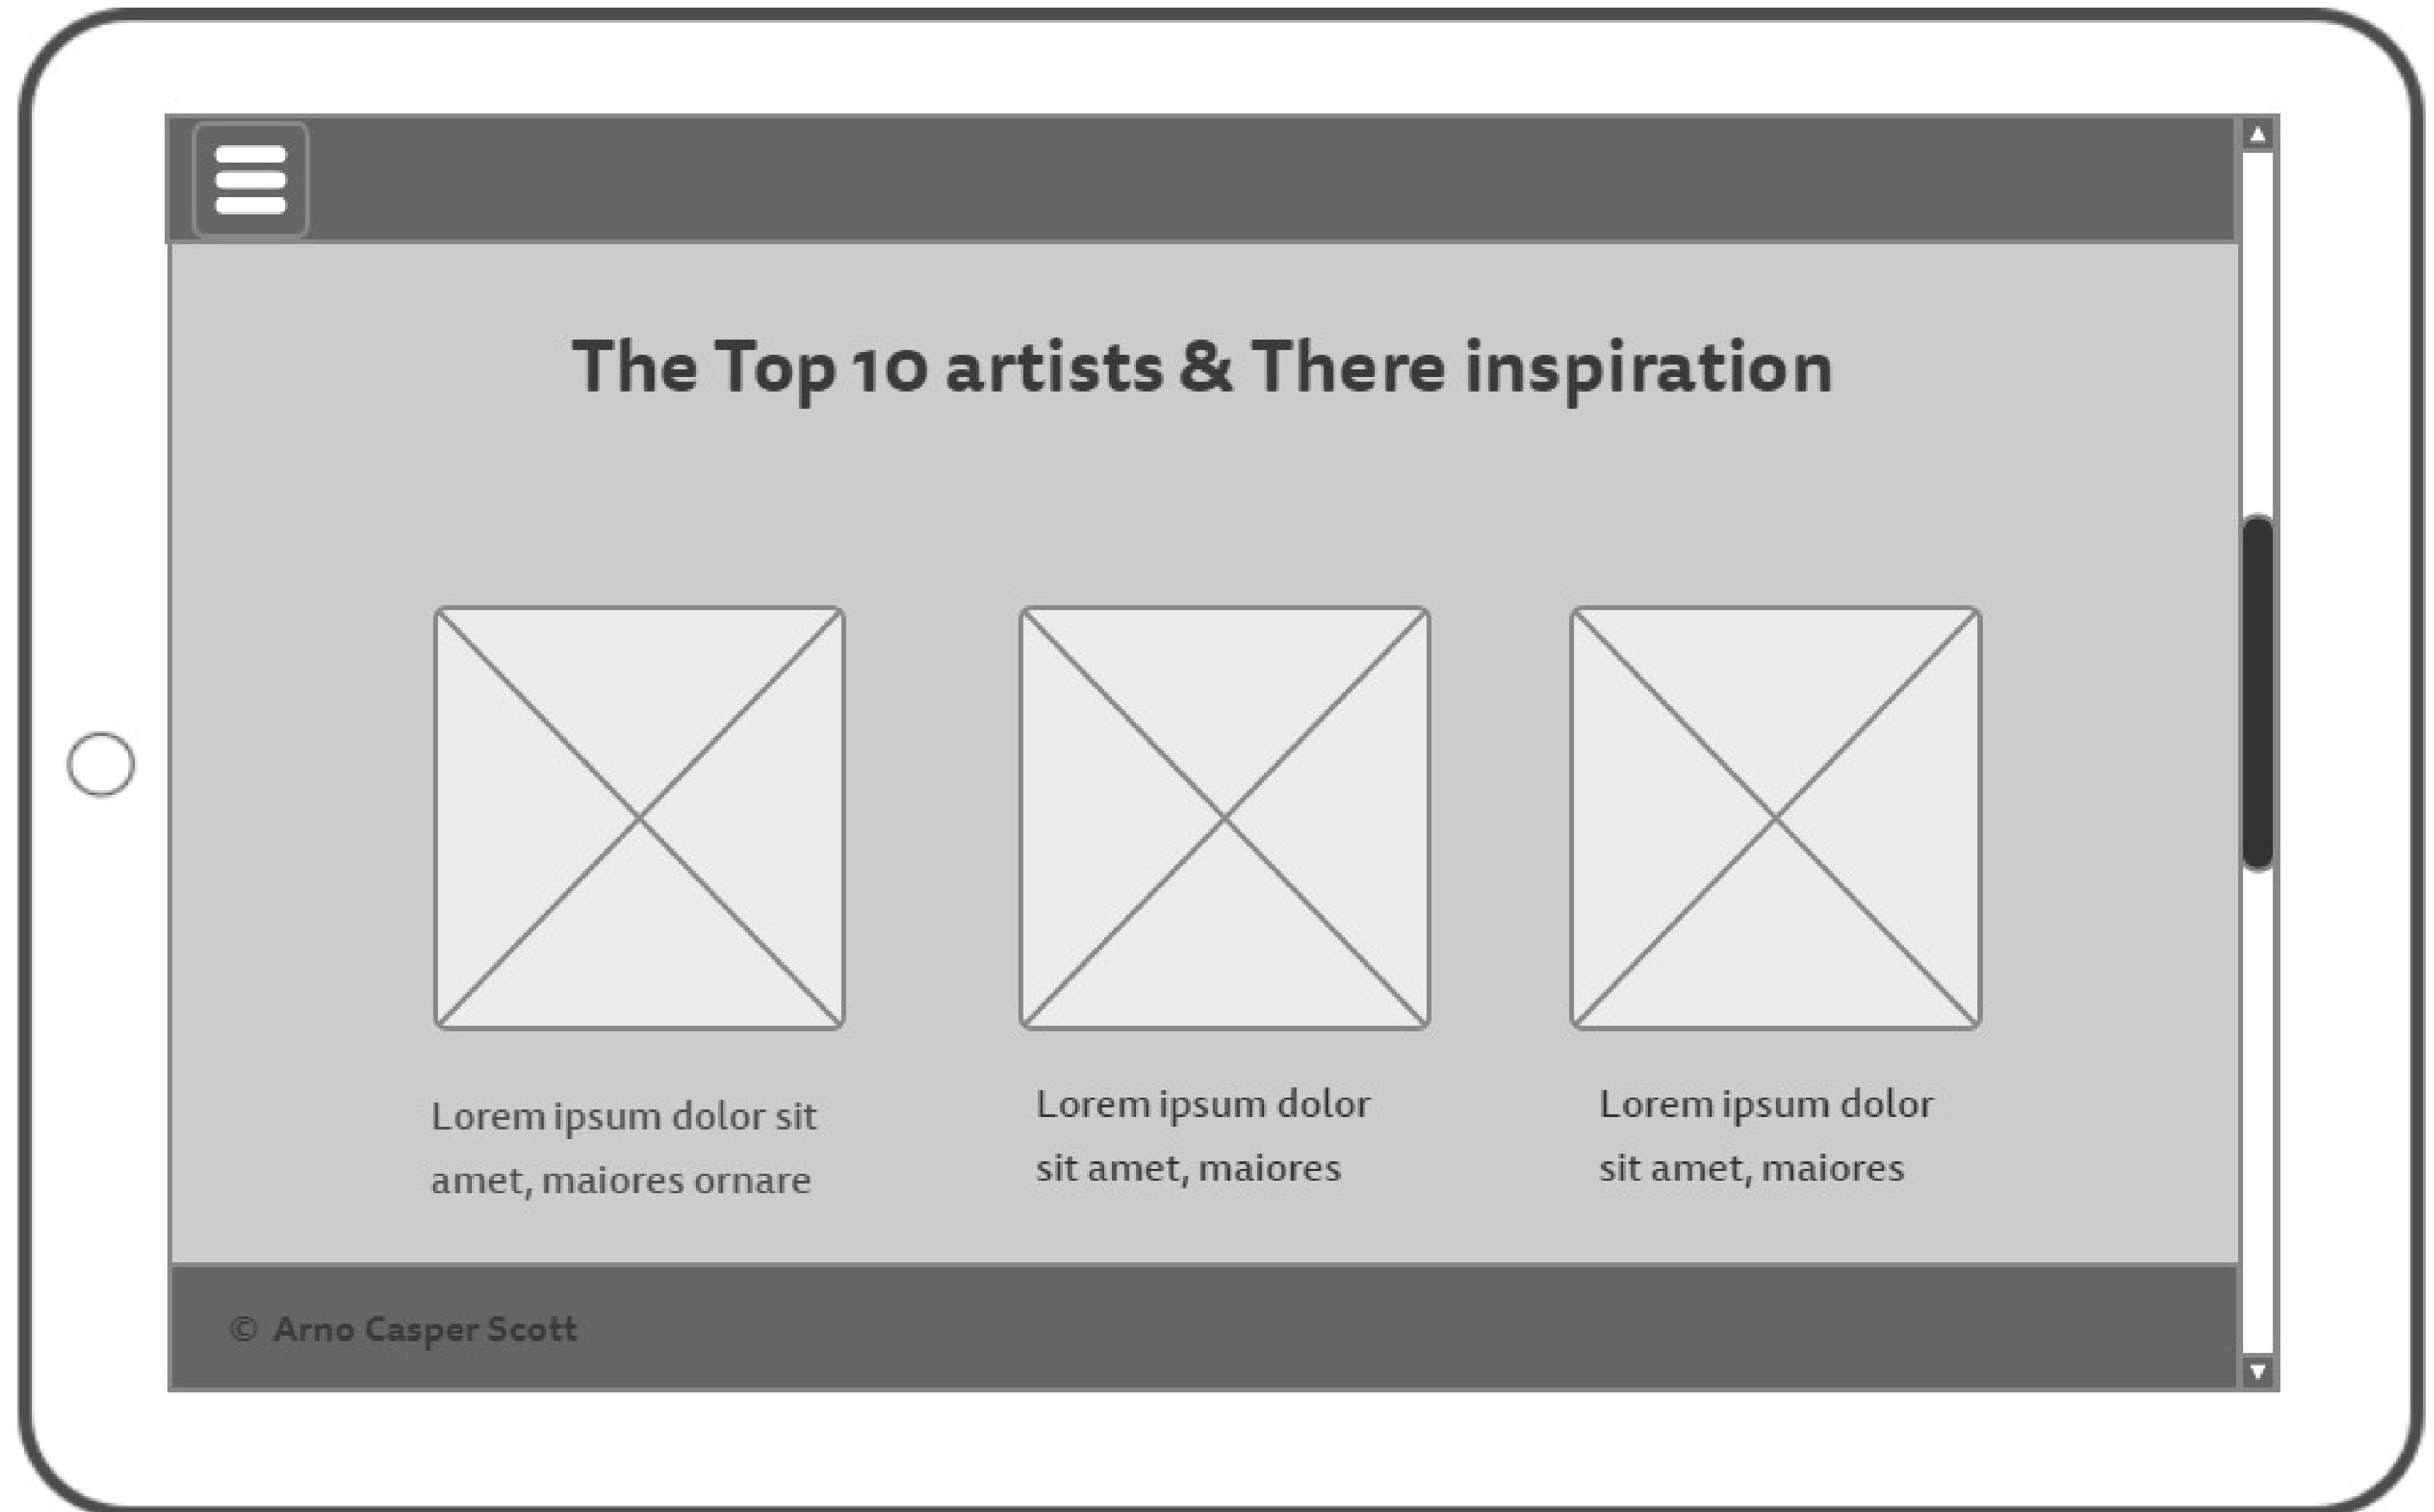 The Top 10 artists & There inspiration
Lorem ipsum dolor sit
amet, maiores ornare
Lorem ipsum dolor
sit amet, maiores
Lorem ipsum dolor
sit amet, maiores
© Arno Casper Scott